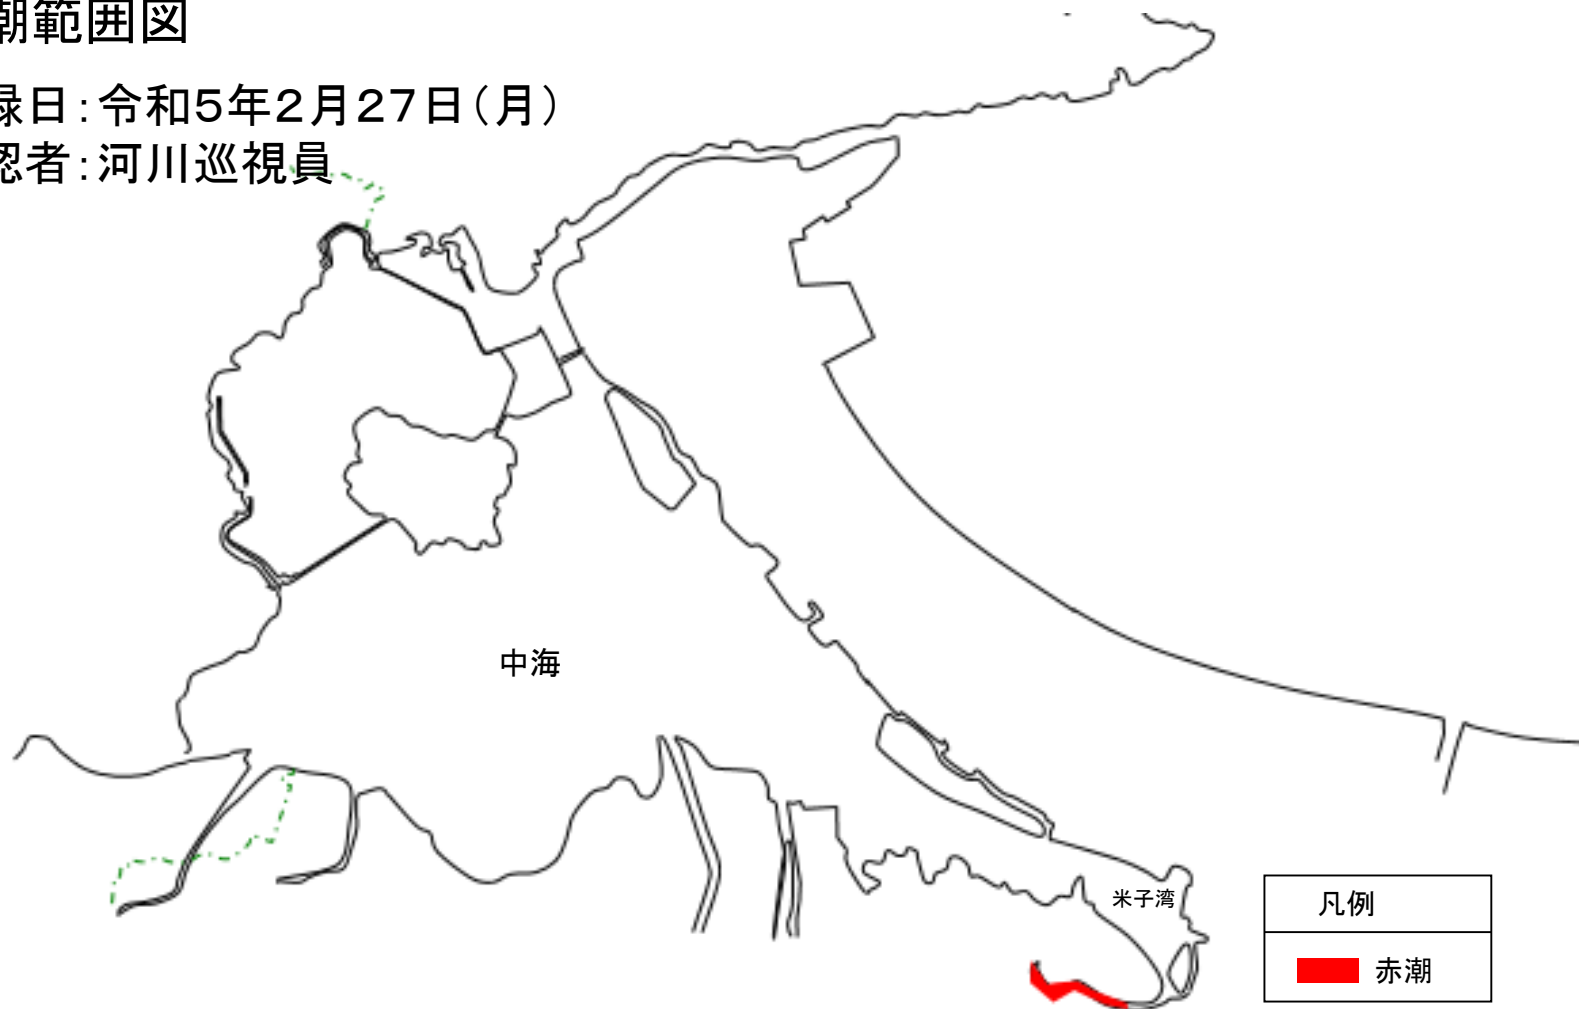 潮範囲図
録日：令和５年２月２７日（月）
認者：河川巡視員
中海
米子湾
凡例
赤潮